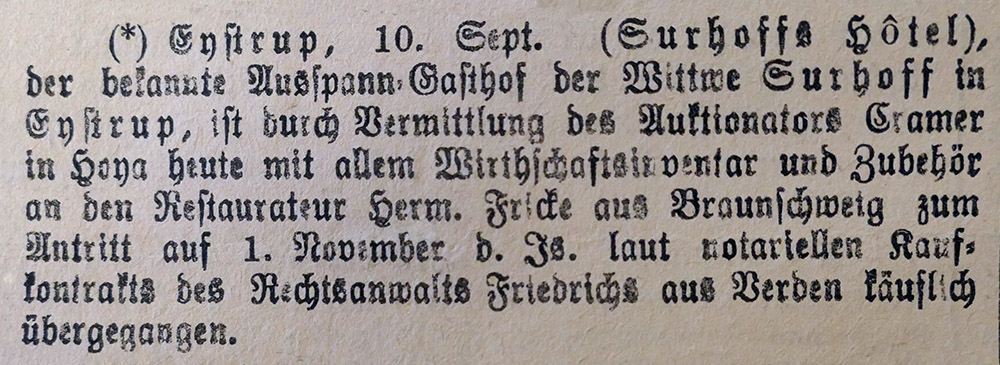 (*) Eystrup, 10. Sept. (Surhoffs Hôtel),
der bekannte Ausspann-Gasthof der Wittwe Surhoff in
Eystrup, ist durch Vermittlung des Auktionators Cramer
in Hoya heute mit allem Wirthschaftsinventar und Zubehör
an den Restaurateur Herm. Fricke aus Braunschweig zum
Antritt auf 1. November d. Js. laut notariellen Kauf-
kontrakts des Rechtsanwalts Friedrichs aus Verden käuflich
übergegangen.